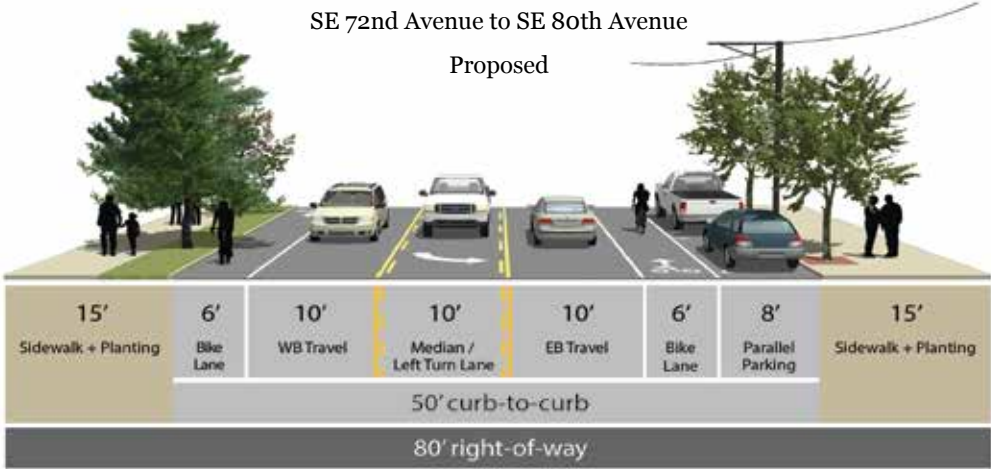 SE 72nd Avenue to SE 80th Avenue
Proposed
15'
Sidewalk + Planting
6'
Bike
Lane
10'
WB Travel
10'
Median /
Left Turn Lane
10'
EB Travel
6'
Bike
Lane
8'
Parallel
Parking
15'
Sidewalk + Planting
50' curb-to-curb
80' right-of-way